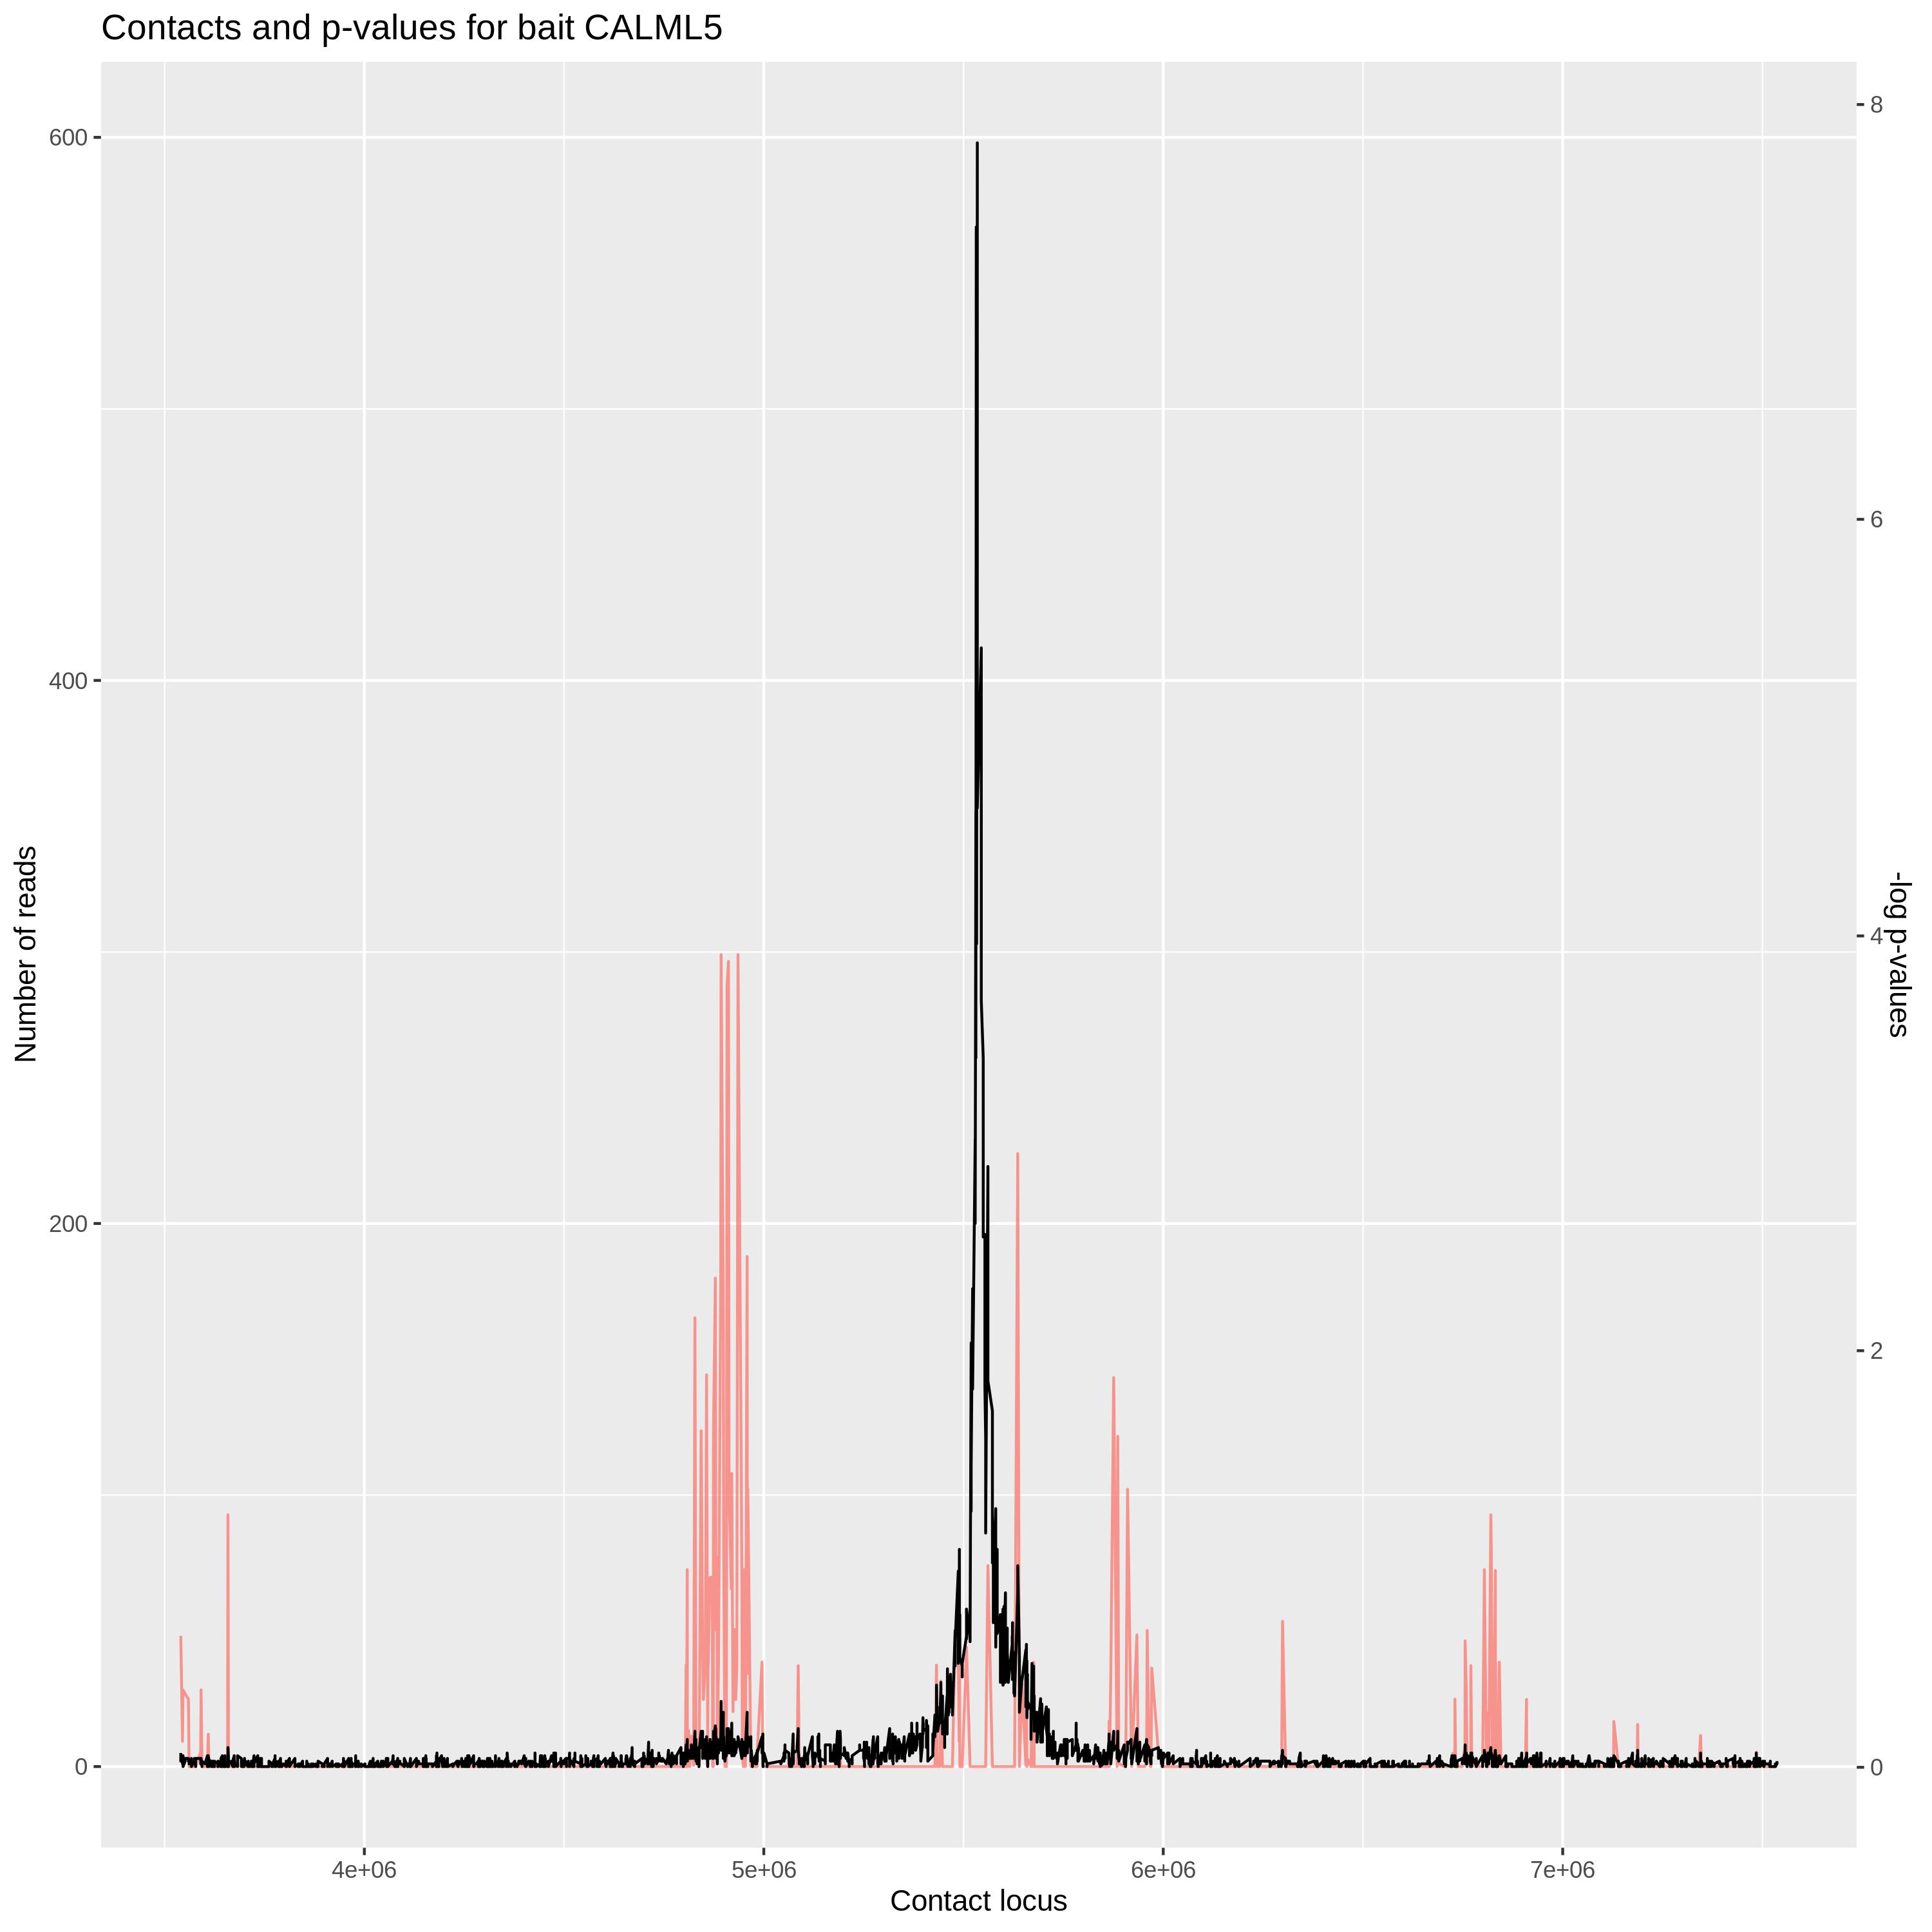 Contacts and p-values for bait CALML5
600
400
200
0
Number of reads
8
6
4
2
0
-log p-values
4e+06
5e+06
6e+06
7e+06
Contact locus